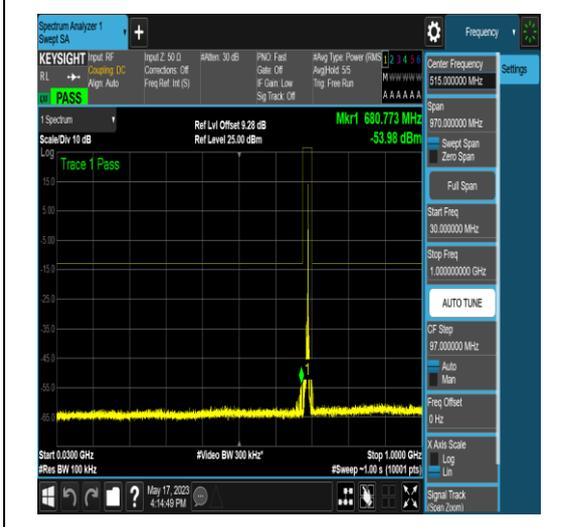 Spectrum Analyzer 1
Swept SA
Frequency
KEYSIGHT Input: RF Input Z: 50 Ω #Atten: 30 dB PNO: Fast #Avg Type: Power (RMS 1 2 3 4 5 6
RL Coupling: DC Corrections: Off Gate: Off Avg|Hold: 5/5 M w w w w w
Align: Auto Freq Ref: Int (S) IF Gain: Low Trig: Free Run
Sig Track: Off A A A A A A
PASS
1 Spectrum
Ref Lvl Offset 9.28 dB Mkr1 680.773 MHz
Scale/Div 10 dB Ref Level 25.00 dBm -53.98 dBm
Log
Trace 1 Pass
15.0
5.00
-5.00
-15.0
-25.0
-35.0
-45.0
-55.0
-65.0
1
Start 0.0300 GHz #Video BW 300 kHz* Stop 1.0000 GHz
#Res BW 100 kHz #Sweep ~1.00 s (10001 pts)
? May 17, 2023
4:14:49 PM
Center Frequency
515.000000 MHz
Settings
Span
970.000000 MHz
Swept Span
Zero Span
Full Span
Start Freq
30.000000 MHz
Stop Freq
1.000000000 GHz
AUTO TUNE
CF Step
97.000000 MHz
Auto
Man
Freq Offset
0 Hz
X Axis Scale
Log
Lin
Signal Track
(Span Zoom)